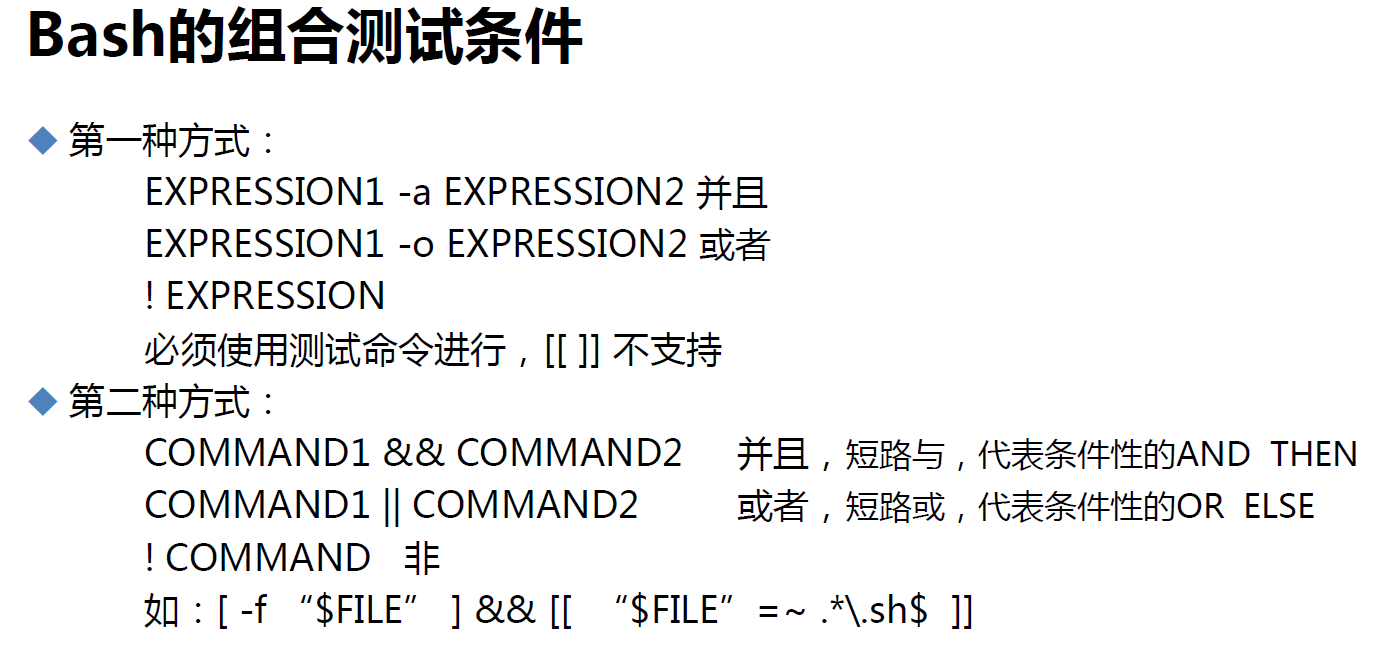 Bash的组合测试条件
第一种方式：
EXPRESSION1 -a EXPRESSION2 并且
EXPRESSION1 -o EXPRESSION2 或者
! EXPRESSION
必须使用测试命令进行，[[ ]] 不支持
第二种方式：
COMMAND1 && COMMAND2 并且，短路与，代表条件性的AND THEN
COMMAND1 || COMMAND2 或者，短路或，代表条件性的OR ELSE
! COMMAND 非
如：[ -f “$FILE” ] && [[ “$FILE” =~ .*\.sh$ ]]